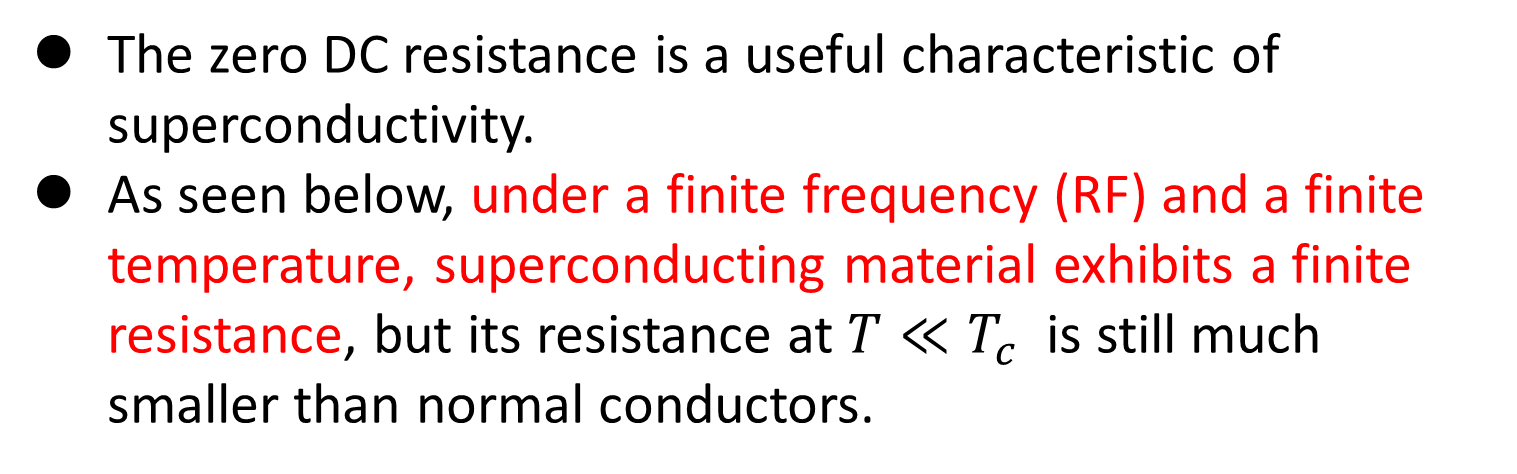 ● The zero DC resistance is a useful characteristic of
superconductivity.
● As seen below, under a finite frequency (RF) and a finite
temperature, superconducting material exhibits a finite
resistance, but its resistance at T ≪ T_c is still much
smaller than normal conductors.